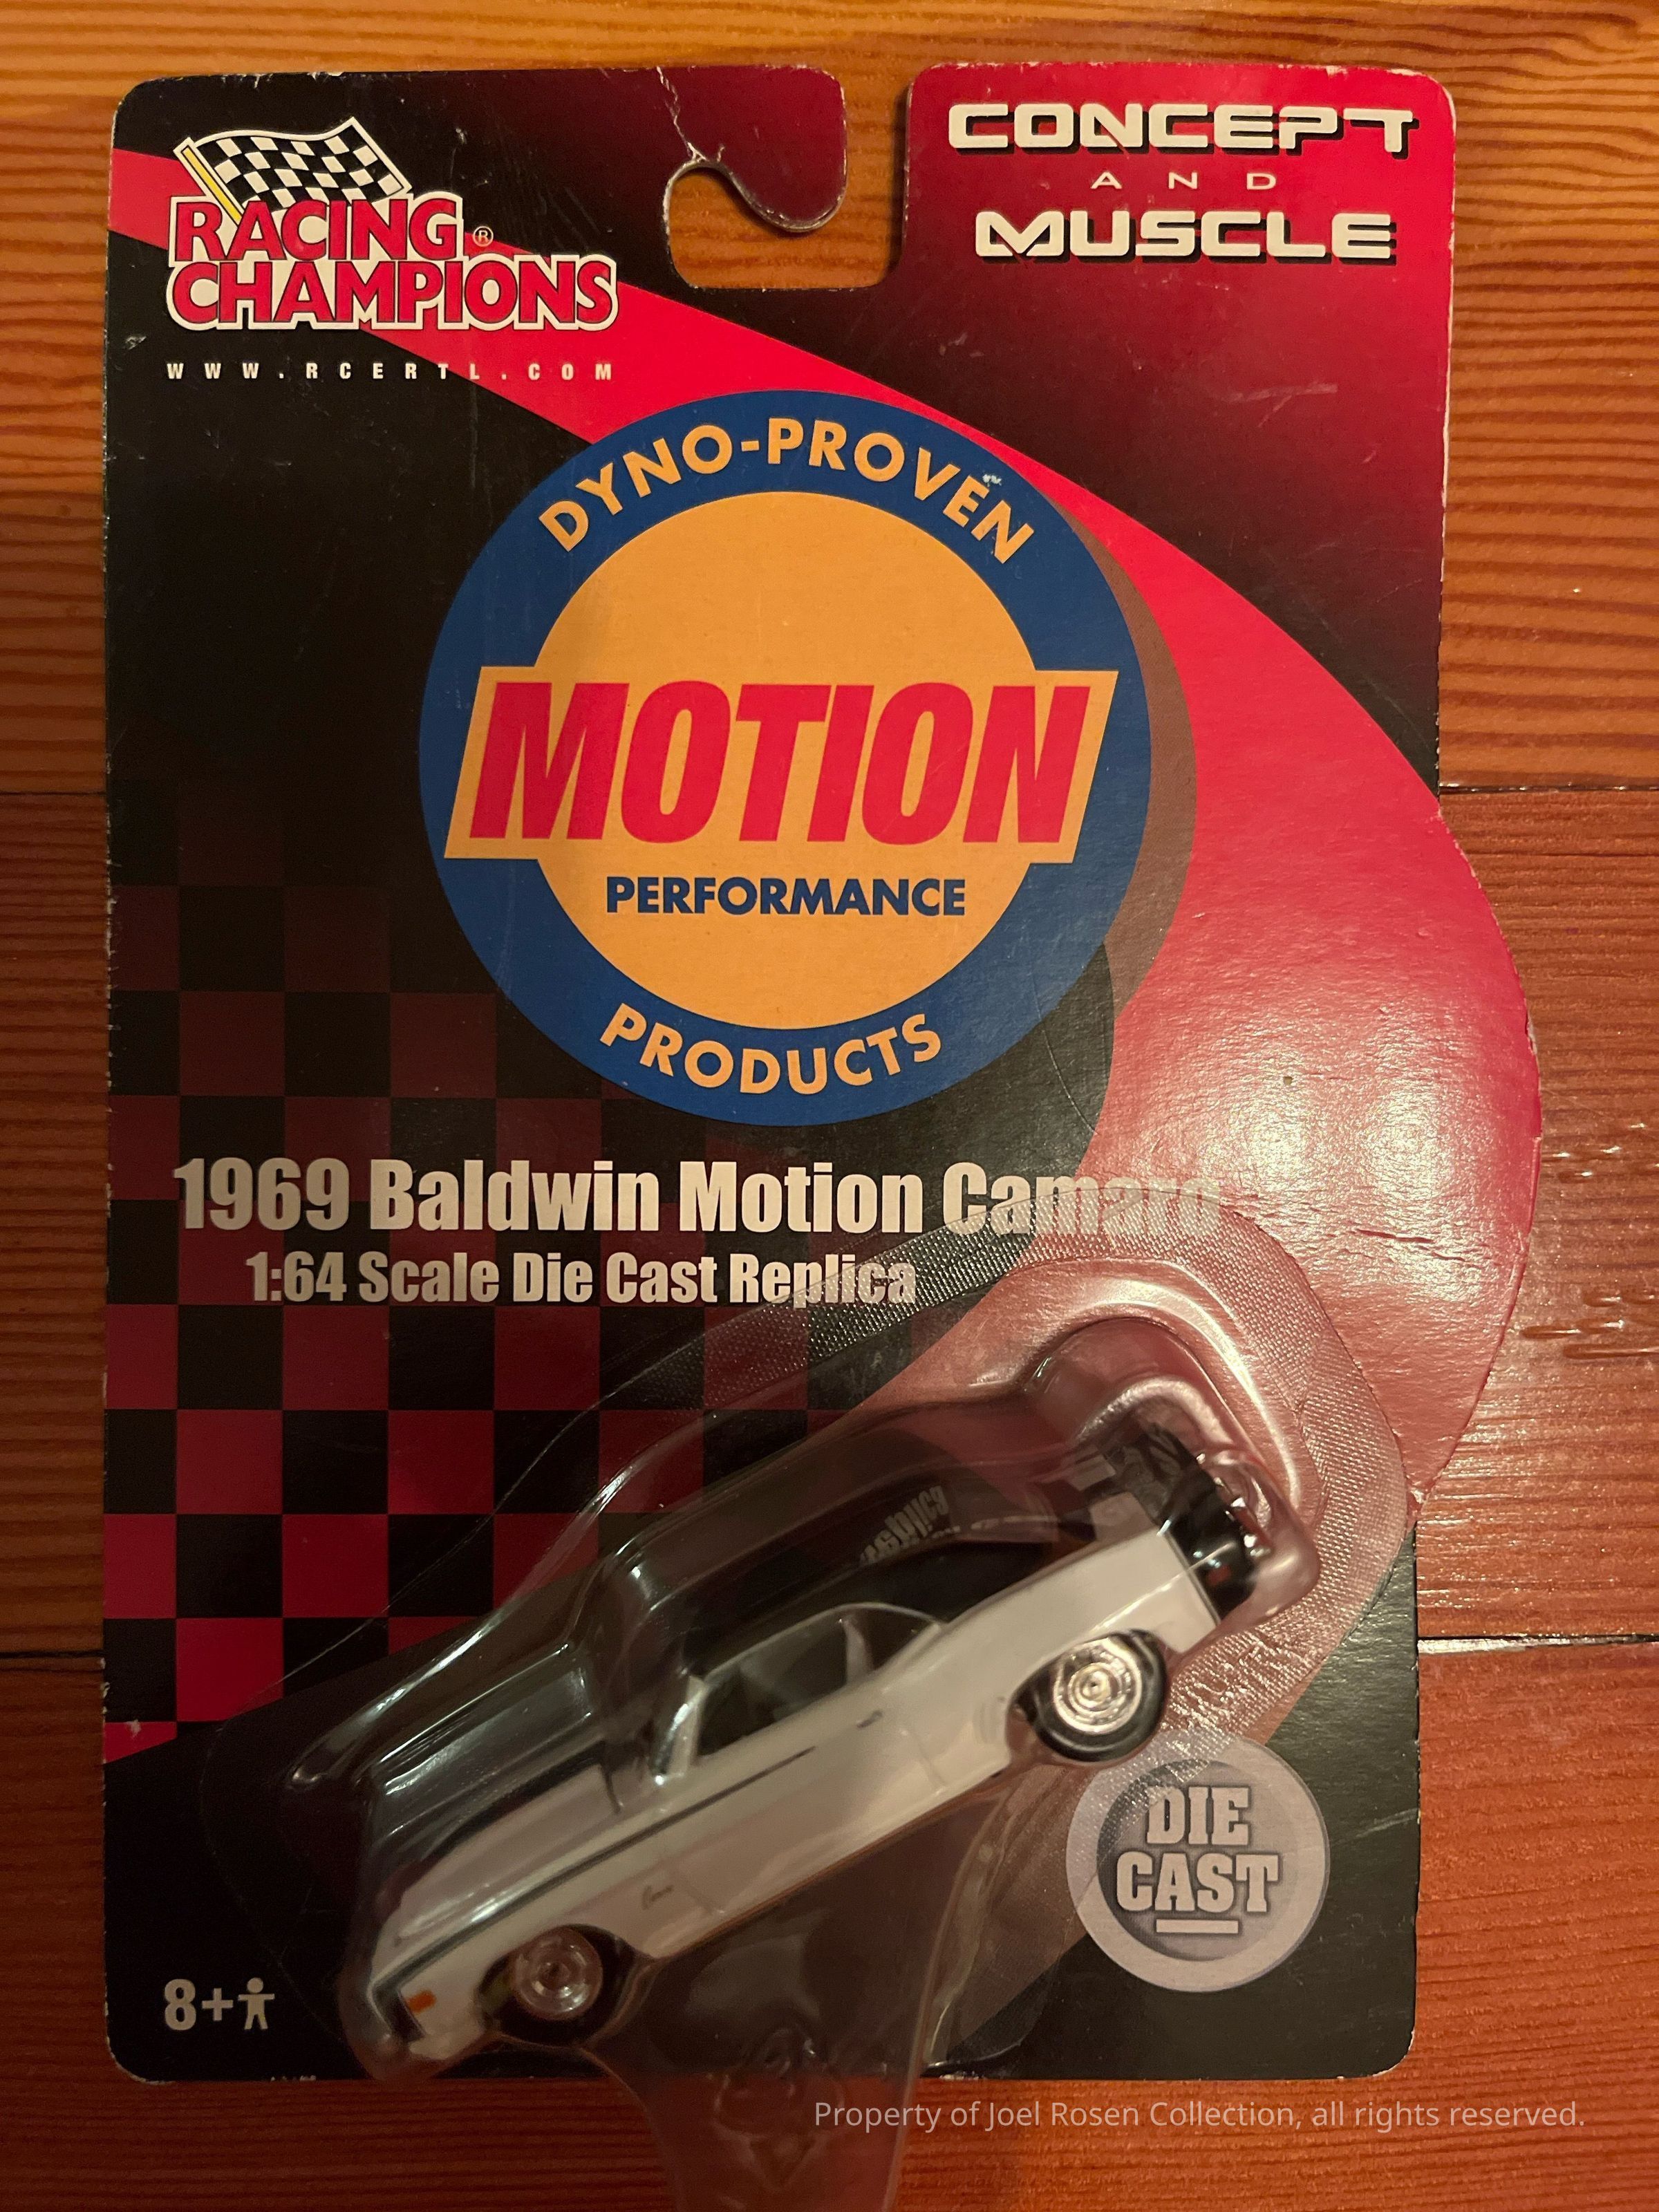 RACING®
CHAMPIONS
WWW.RCERTL.COM
CONCEPT
AND
MUSCLE
DYNO-PROVEN
MOTION
PERFORMANCE
PRODUCTS
1969 Baldwin Motion Camaro
1:64 Scale Die Cast Replica
DIE
CAST
8+
Property of Joel Rosen Collection, all rights reserved.